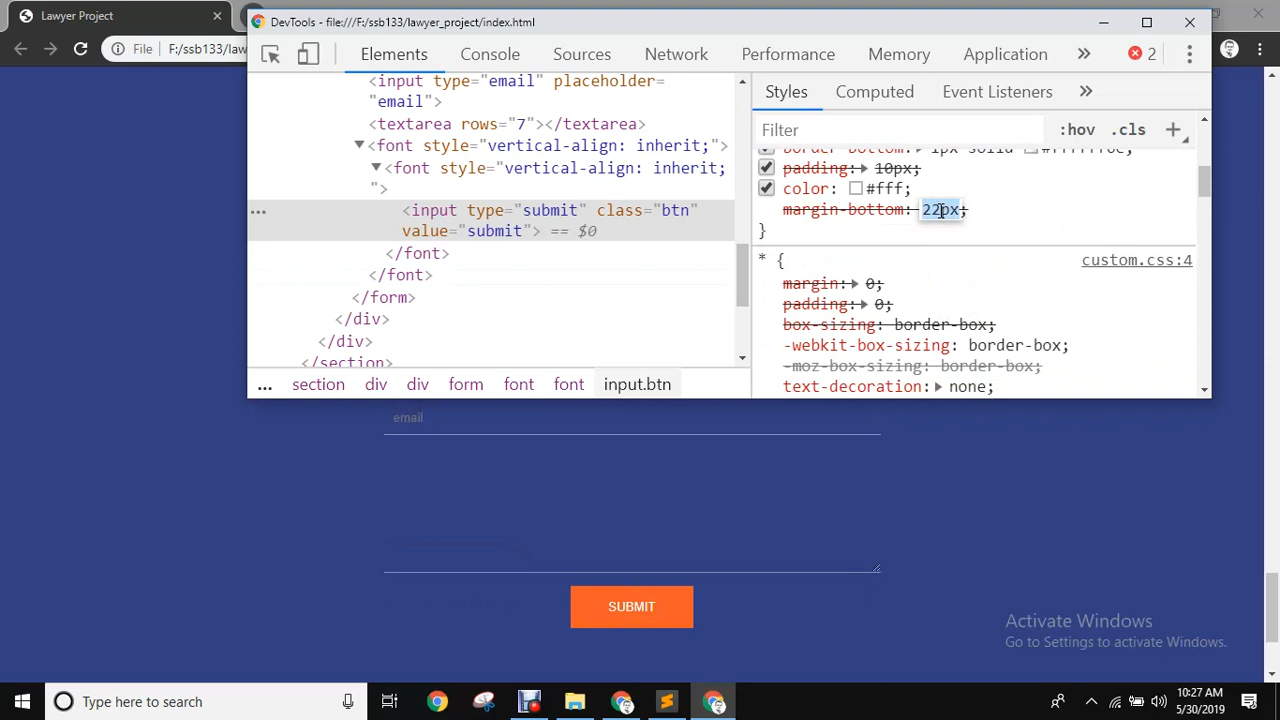 Lawyer Project
DevTools - file:///F:/ssb133/lawyer_project/index.html
File
F:/ssb133/law
Elements
Console
Sources
Network
Performance
Memory
Application
2
<input type="email" placeholder=
"email">
<textarea rows="7"></textarea>
<font style="vertical-align: inherit;">
<font style="vertical-align: inherit;
">
<input type="submit" class="btn"
value="submit"> == $0
</font>
</font>
</form>
</div>
</div>
</section>
... section div div form font font input.btn
Styles
Computed
Event Listeners
Filter
:hov .cls
border-bottom: 1px solid #ffffff6e;
padding: 10px;
color: #fff;
margin-bottom: 22px;
}
* {
custom.css:4
margin: 0;
padding: 0;
box-sizing: border-box;
-webkit-box-sizing: border-box;
-moz-box-sizing: border-box;
text-decoration: none;
email
SUBMIT
Activate Windows
Go to Settings to activate Windows.
Type here to search
10:27 AM
5/30/2019